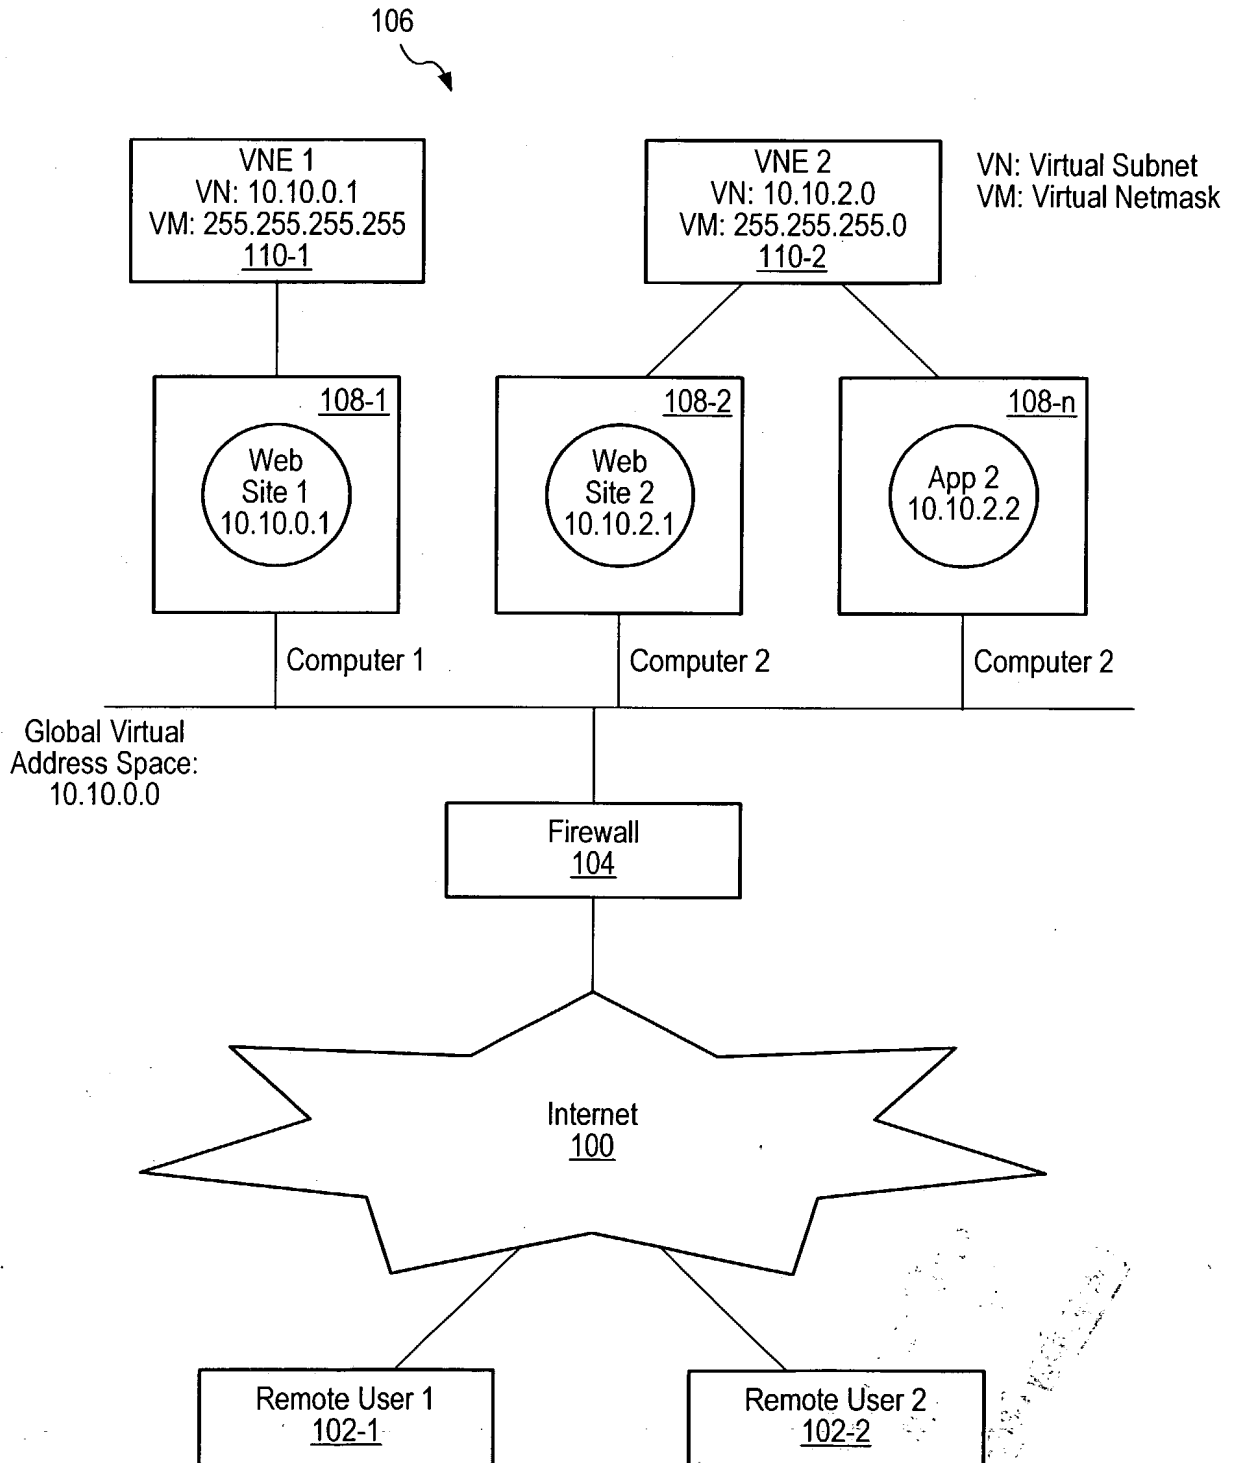 106
VNE 1
VN: 10.10.0.1
VM: 255.255.255.255
110-1
VNE 2
VN: 10.10.2.0
VM: 255.255.255.0
110-2
VN: Virtual Subnet
VM: Virtual Netmask
108-1
Web
Site 1
10.10.0.1
108-2
Web
Site 2
10.10.2.1
108-n
App 2
10.10.2.2
Computer 1
Computer 2
Computer 2
Global Virtual
Address Space:
10.10.0.0
Firewall
104
Internet
100
Remote User 1
102-1
Remote User 2
102-2